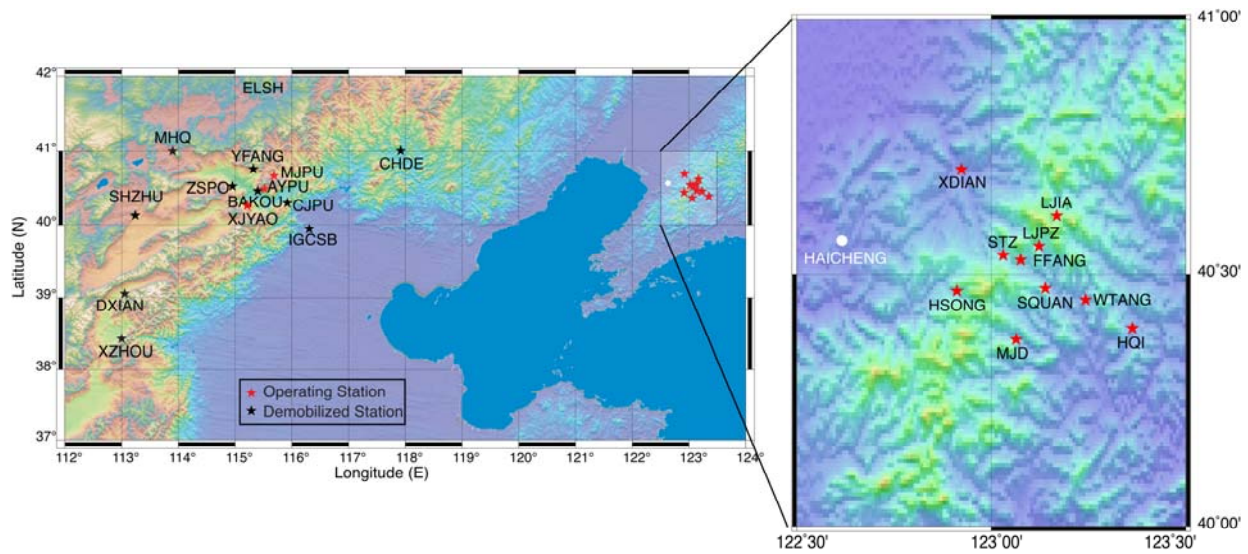 42°
41°
40°
39°
38°
37°
Latitude (N)
ELSH
MHQ
YFANG
MJPU
CHDE
ZSPO
AYPU
SHZHU
BAKOU
CJPU
XJYAO
IGCSB
DXIAN
XZHOU
Operating Station
Demobilized Station
112°
113°
114°
115°
116°
117°
118°
119°
120°
121°
122°
123°
124°
Longitude (E)
41°00'
XDIAN
LJIA
LJPZ
STZ
HAICHENG
FFANG
40°30'
HSONG
SQUAN
WTANG
MJD
HQI
40°00'
122°30'
123°00'
123°30'